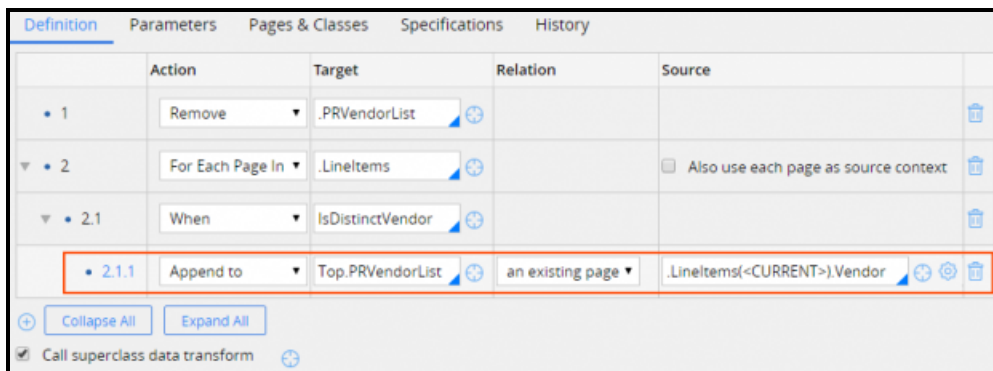 Definition Parameters Pages & Classes Specifications History
Action Target Relation Source
1 Remove .PRVendorList
2 For Each Page In .LineItems Also use each page as source context
2.1 When IsDistinctVendor
2.1.1 Append to Top.PRVendorList an existing page .LineItems(<CURRENT>).Vendor
Collapse All Expand All
Call superclass data transform